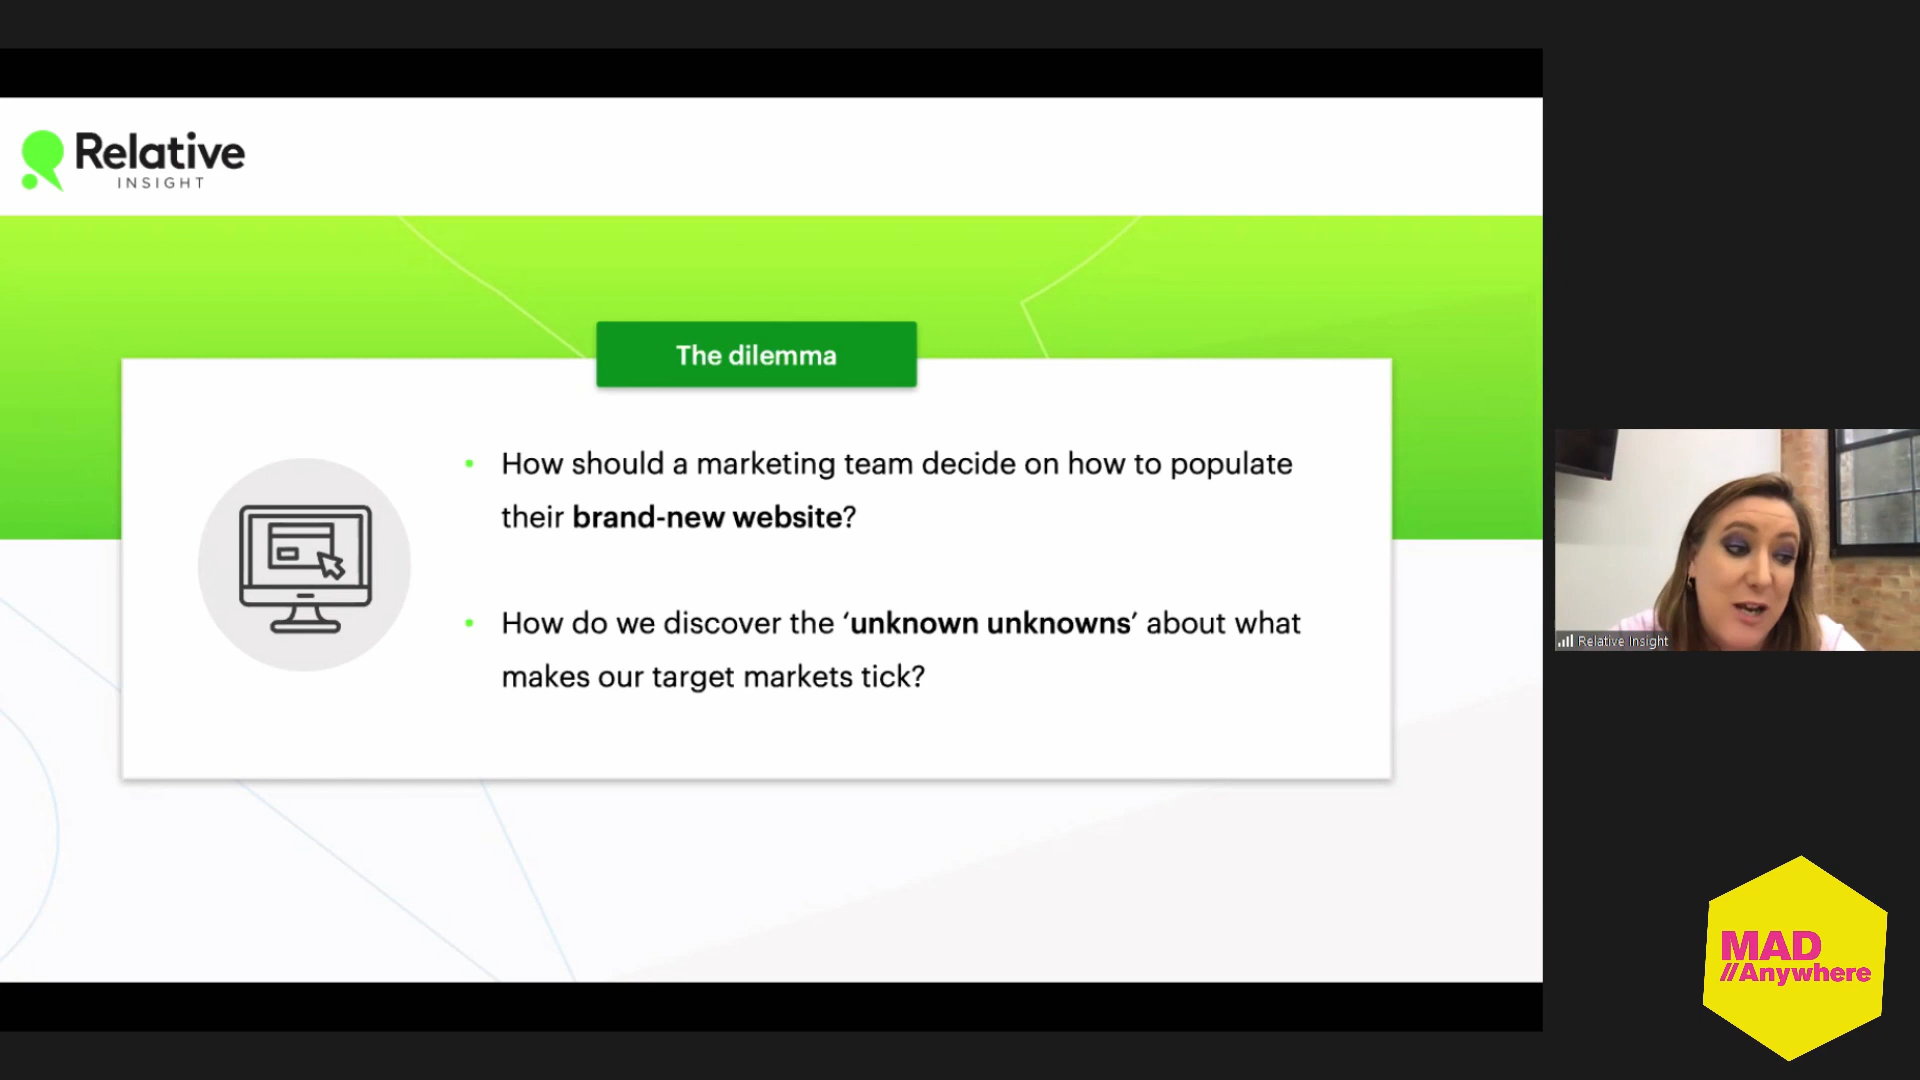 Relative
INSIGHT
The dilemma
• How should a marketing team decide on how to populate
their brand-new website?
• How do we discover the ‘unknown unknowns’ about what
makes our target markets tick?
Relative Insight
MAD
//Anywhere